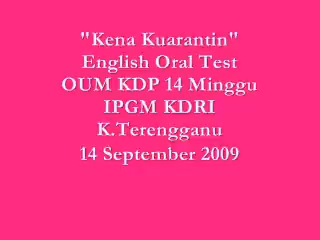 "Kena Kuarantin"
English Oral Test
OUM KDP 14 Minggu
IPGM KDRI
K.Terengganu
14 September 2009